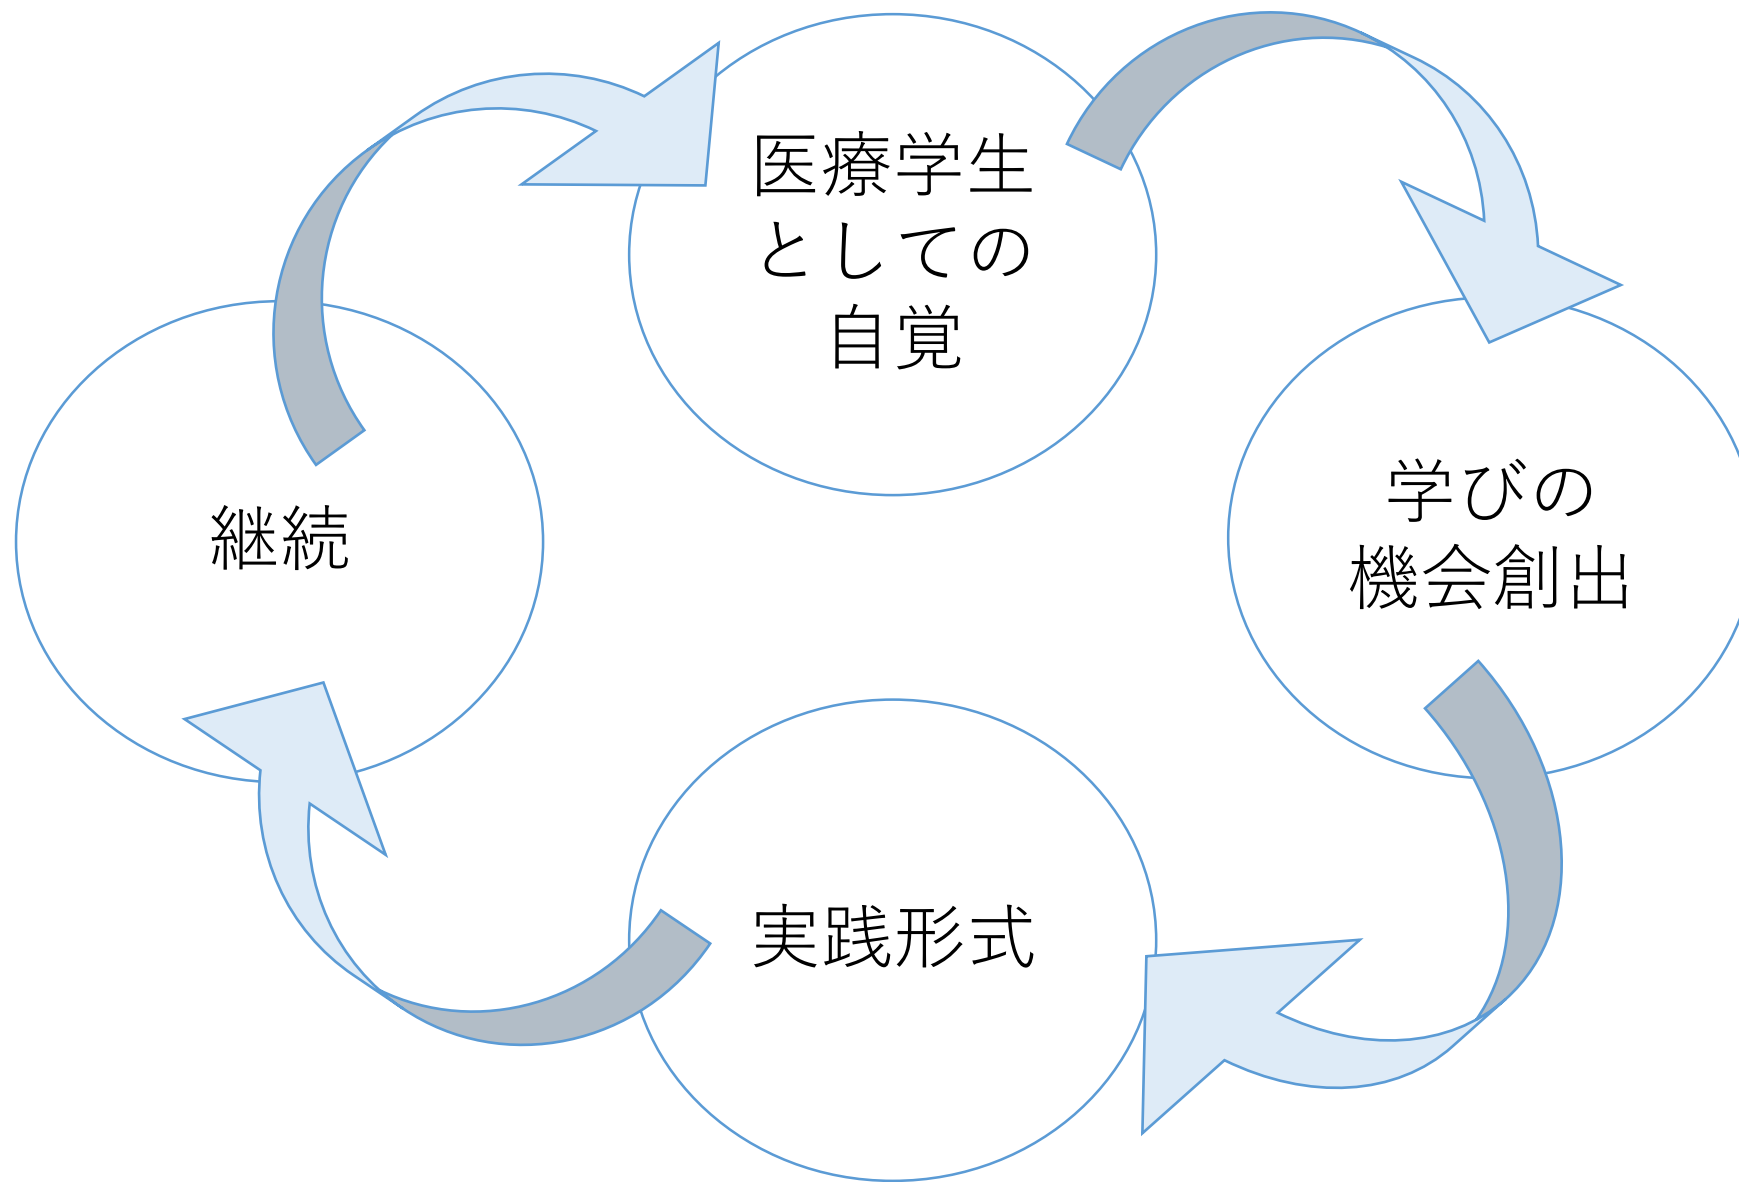 医療学生
としての
自覚
学びの
機会創出
実践形式
継続